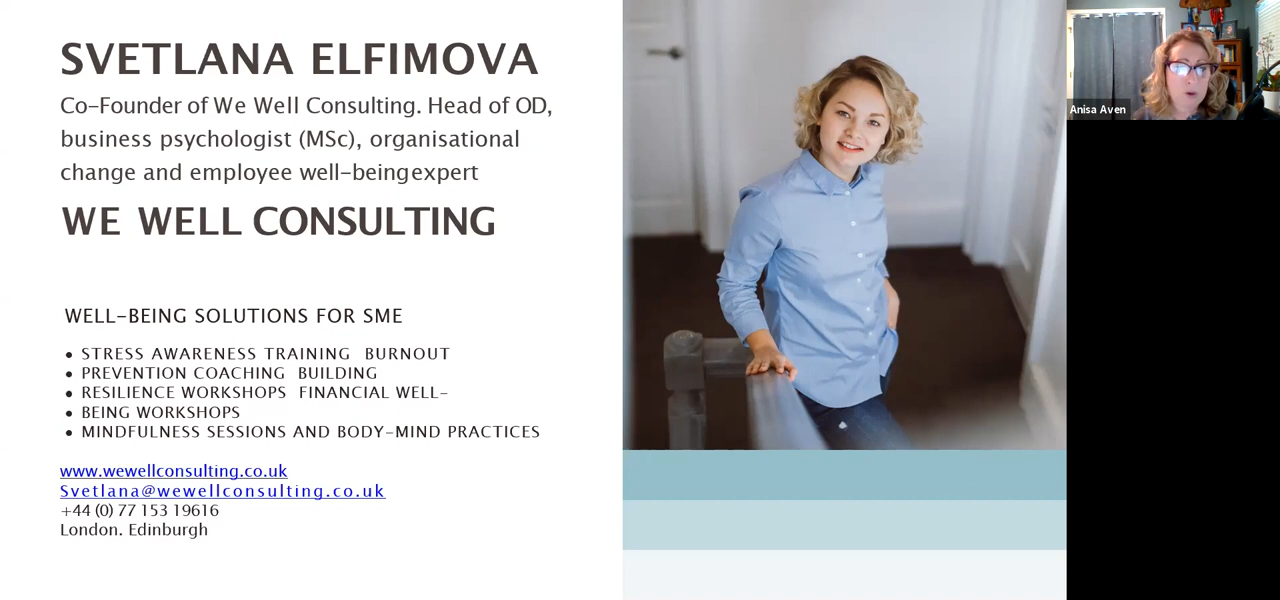 SVETLANA ELFIMOVA
Co-Founder of We Well Consulting. Head of OD,
business psychologist (MSc), organisational
change and employee well-beingexpert
WE WELL CONSULTING
WELL-BEING SOLUTIONS FOR SME
• STRESS AWARENESS TRAINING BURNOUT
• PREVENTION COACHING BUILDING
• RESILIENCE WORKSHOPS FINANCIAL WELL-
• BEING WORKSHOPS
• MINDFULNESS SESSIONS AND BODY-MIND PRACTICES
www.wewellconsulting.co.uk
Svetlana@wewellconsulting.co.uk
+44 (0) 77 153 19616
London. Edinburgh
Anisa Aven